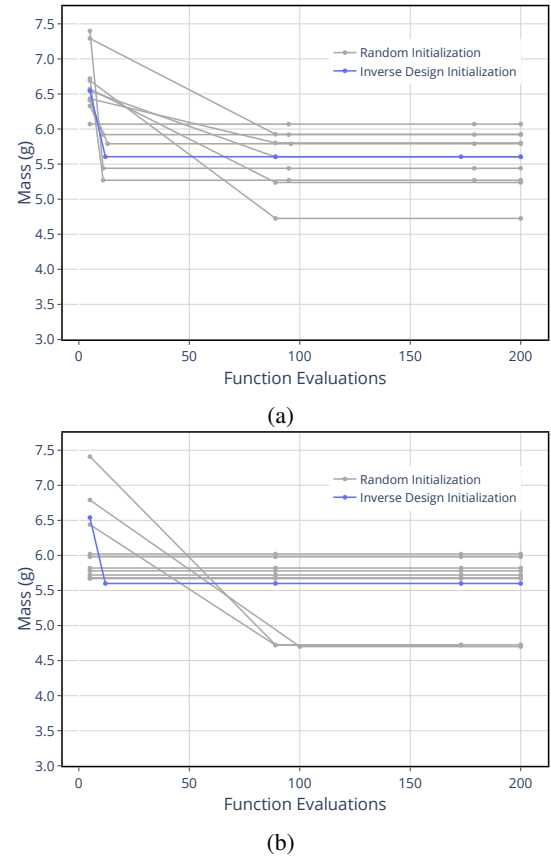 7.5
7.0
6.5
6.0
5.5
5.0
4.5
4.0
3.5
3.0
Mass (g)
Random Initialization
Inverse Design Initialization
0 50 100 150 200
Function Evaluations
(a)
7.5
7.0
6.5
6.0
5.5
5.0
4.5
4.0
3.5
3.0
Mass (g)
Random Initialization
Inverse Design Initialization
0 50 100 150 200
Function Evaluations
(b)